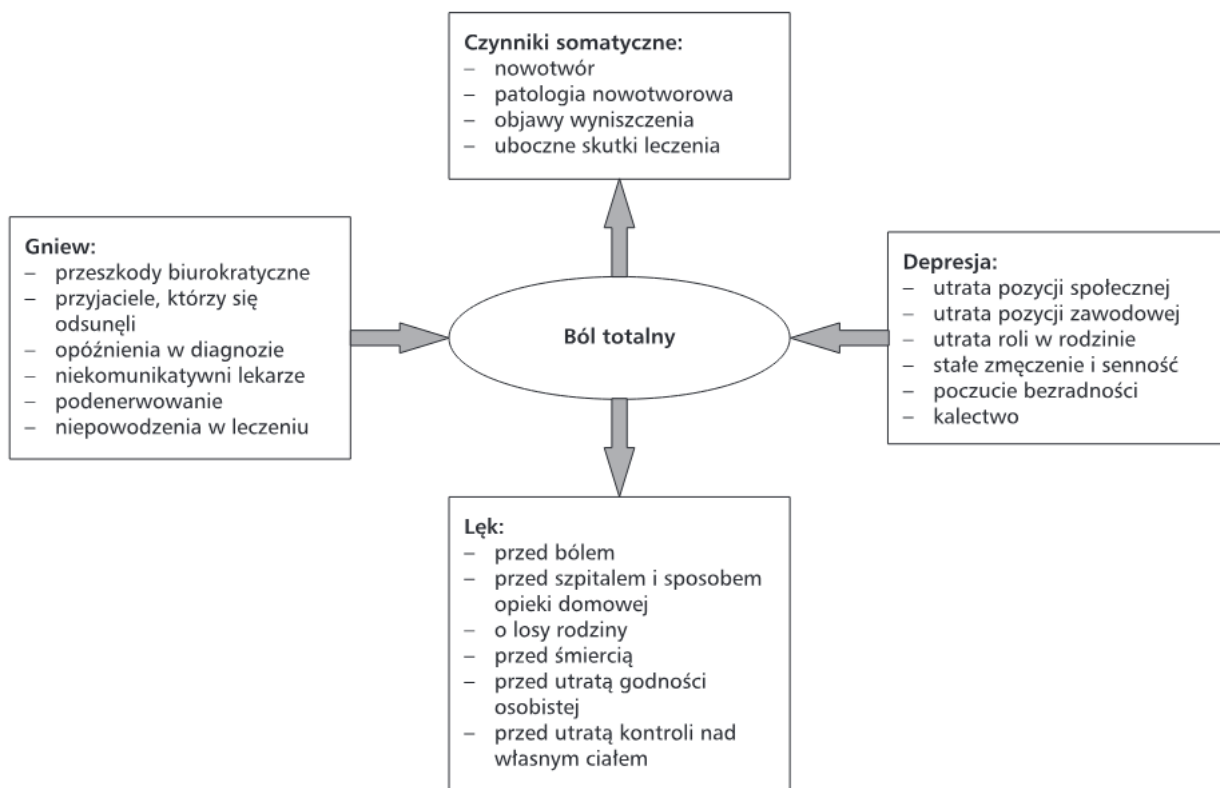 Czynniki somatyczne:
– nowotwór
– patologia nowotworowa
– objawy wyniszczenia
– uboczne skutki leczenia
Gniew:
– przeszkody biurokratyczne
– przyjaciele, którzy się
odsunęli
– opóźnienia w diagnozie
– niekomunikatywni lekarze
– podenerwowanie
– niepowodzenia w leczeniu
Ból totalny
Depresja:
– utrata pozycji społecznej
– utrata pozycji zawodowej
– utrata roli w rodzinie
– stałe zmęczenie i senność
– poczucie bezradności
– kalectwo
Lęk:
– przed bólem
– przed szpitalem i sposobem
opieki domowej
– o losy rodziny
– przed śmiercią
– przed utratą godności
osobistej
– przed utratą kontroli nad
własnym ciałem